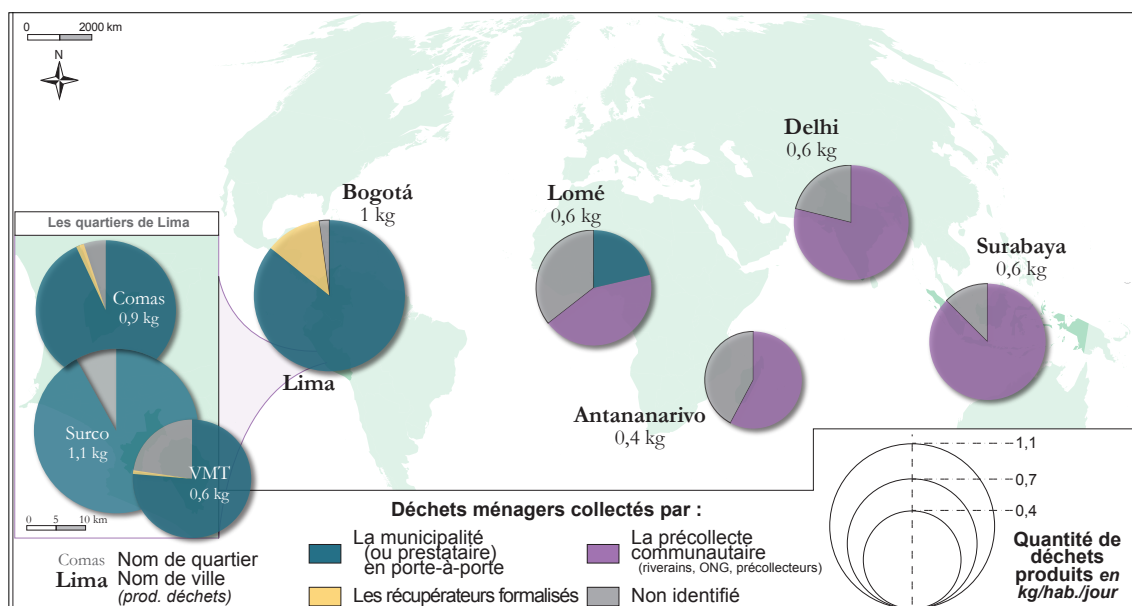 0 2000 km
N
Delhi
0,6 kg
Bogotá
1 kg
Lomé
0,6 kg
Surabaya
0,6 kg
Les quartiers de Lima
Comas
0,9 kg
Lima
Antananarivo
0,4 kg
Surco
1,1 kg
VMT
0,6 kg
0 5 10 km
Comas Nom de quartier
Lima Nom de ville
(prod. déchets)
Déchets ménagers collectés par :
La municipalité
(ou prestataire)
en porte-à-porte
Les récupérateurs formalisés
La précollecte
communautaire
(riverains, ONG, précollecteurs)
Non identifié
1,1
0,7
0,4
Quantité de
déchets
produits en
kg/hab./jour